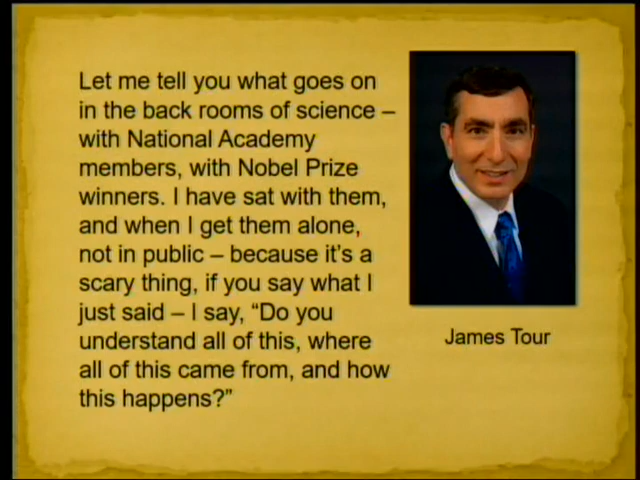 Let me tell you what goes on
in the back rooms of science –
with National Academy
members, with Nobel Prize
winners. I have sat with them,
and when I get them alone,
not in public – because it’s a
scary thing, if you say what I
just said – I say, “Do you
understand all of this, where
all of this came from, and how
this happens?”
James Tour